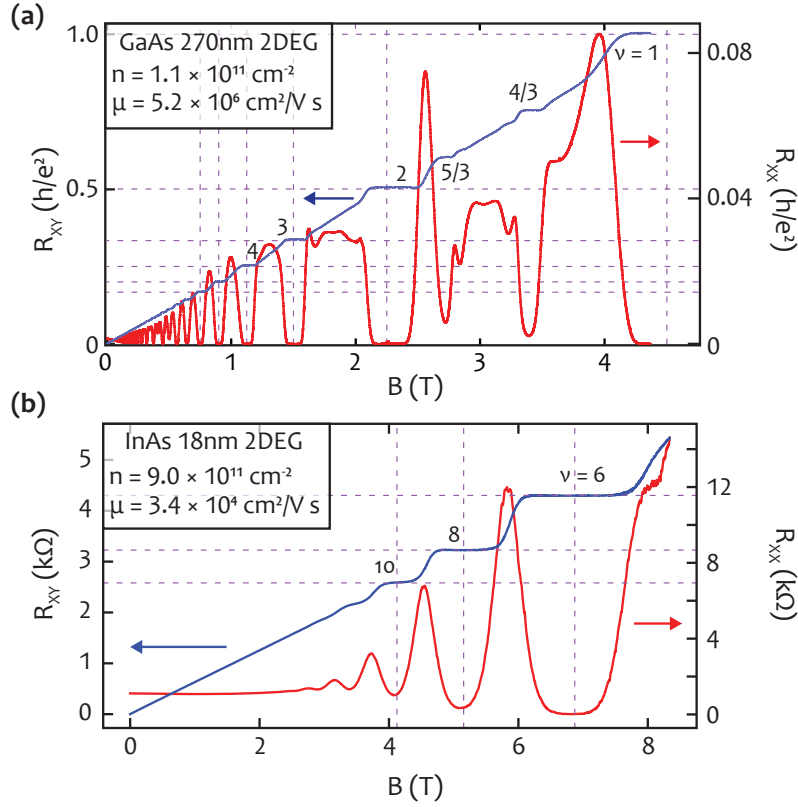 (a)
GaAs 270nm 2DEG
n = 1.1 × 10¹¹ cm⁻²
μ = 5.2 × 10⁶ cm²/V s
ν = 1
4/3
5/3
2
3
4
1.0
0.5
0
R_XY (h/e²)
0.08
0.04
0
R_XX (h/e²)
0 1 2 3 4
B (T)
(b)
InAs 18nm 2DEG
n = 9.0 × 10¹¹ cm⁻²
μ = 3.4 × 10⁴ cm²/V s
ν = 6
8
10
5
4
3
2
1
0
R_XY (kΩ)
12
8
4
0
R_XX (kΩ)
0 2 4 6 8
B (T)